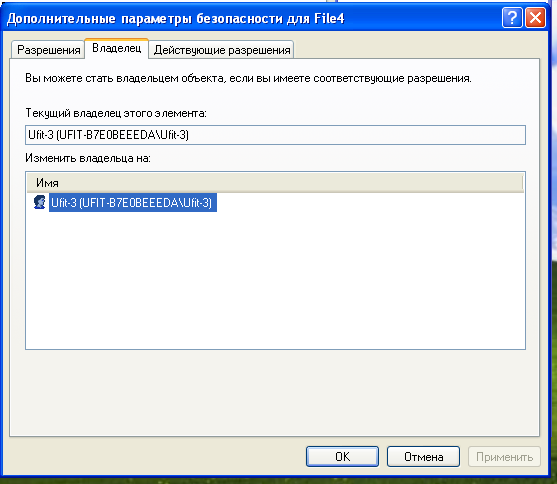 Дополнительные параметры безопасности для File4
Разрешения Владелец Действующие разрешения
Вы можете стать владельцем объекта, если вы имеете соответствующие разрешения.
Текущий владелец этого элемента:
Ufit-3 (UFIT-B7E0BEEEDA\Ufit-3)
Изменить владельца на:
Имя
Ufit-3 (UFIT-B7E0BEEEDA\Ufit-3)
OK Отмена Применить